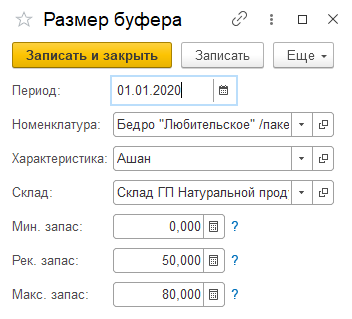 Размер буфера
Записать и закрыть Записать Еще
Период: 01.01.2020
Номенклатура: Бедро "Любительское" /паке
Характеристика: Ашан
Склад: Склад ГП Натуральной прод
Мин. запас: 0,000 ?
Рек. запас: 50,000 ?
Макс. запас: 80,000 ?